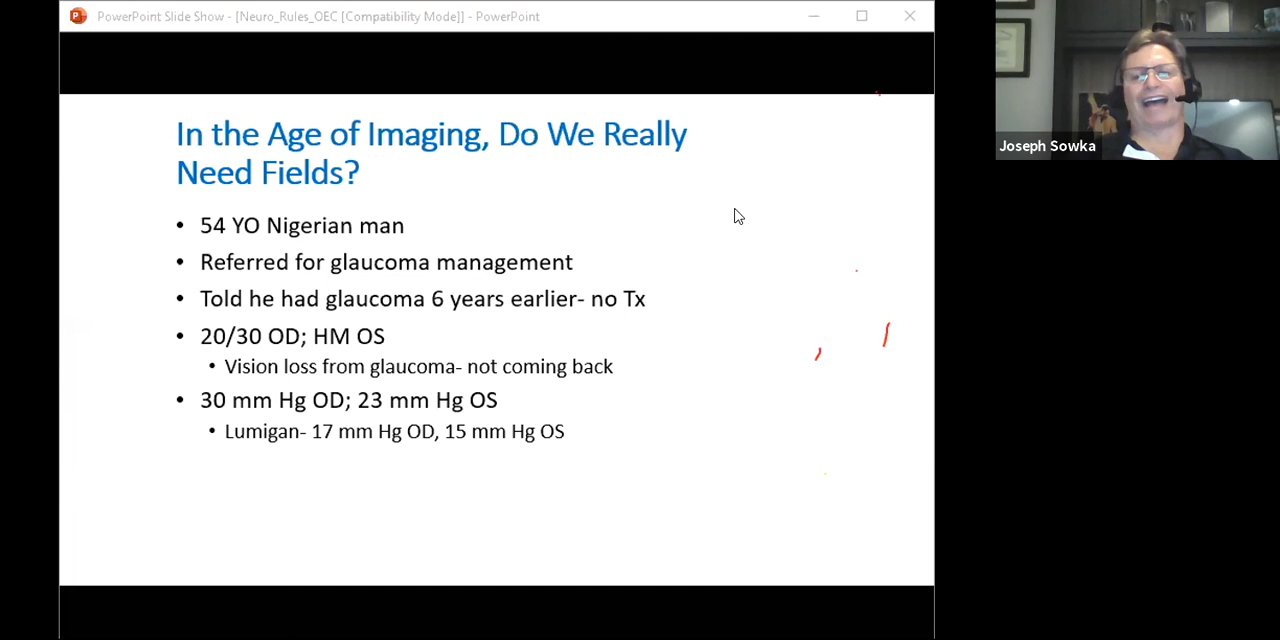 PowerPoint Slide Show - [Neuro_Rules_OEC [Compatibility Mode]] - PowerPoint
In the Age of Imaging, Do We Really
Need Fields?
• 54 YO Nigerian man
• Referred for glaucoma management
• Told he had glaucoma 6 years earlier- no Tx
• 20/30 OD; HM OS
• Vision loss from glaucoma- not coming back
• 30 mm Hg OD; 23 mm Hg OS
• Lumigan- 17 mm Hg OD, 15 mm Hg OS
Joseph Sowka